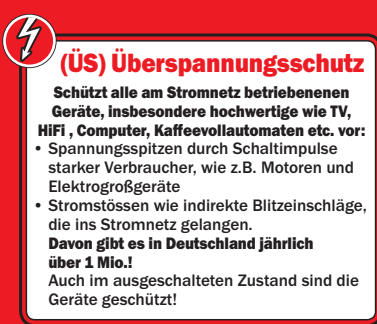 (ÜS) Überspannungsschutz
Schützt alle am Stromnetz betriebenenen
Geräte, insbesondere hochwertige wie TV,
HiFi , Computer, Kaffeevollautomaten etc. vor:
• Spannungsspitzen durch Schaltimpulse
starker Verbraucher, wie z.B. Motoren und
Elektrogroßgeräte
• Stromstössen wie indirekte Blitzeinschläge,
die ins Stromnetz gelangen.
Davon gibt es in Deutschland jährlich
über 1 Mio.!
Auch im ausgeschalteten Zustand sind die
Geräte geschützt!